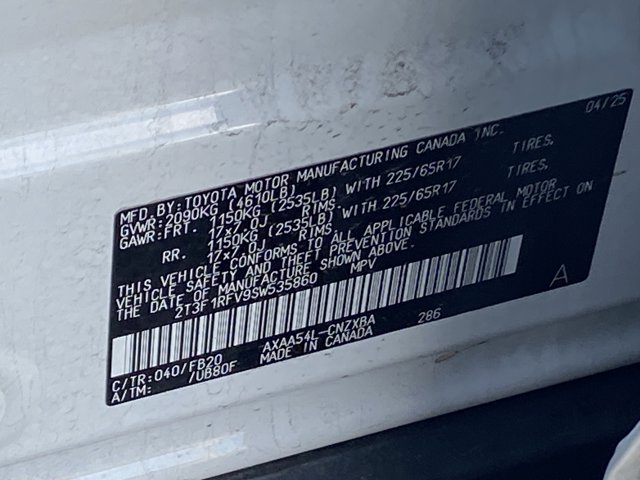 MFD. BY: TOYOTA MOTOR MANUFACTURING CANADA INC. 04/25
GVWR: 2090KG (4610LB)
GAWR: FRT. 1150KG (2535LB) WITH 225/65R17 TIRES,
17x7.0J RIMS,
RR. 1150KG (2535LB) WITH 225/65R17 TIRES,
17x7.0J RIMS,
THIS VEHICLE CONFORMS TO ALL APPLICABLE FEDERAL MOTOR
VEHICLE SAFETY AND THEFT PREVENTION STANDARDS IN EFFECT ON
THE DATE OF MANUFACTURE SHOWN ABOVE.
2T3F1RFV9SW535860 MPV
A
C/TR: 040/FB20 AXAA54L-CNZXBA 286
A/TM: /UB80F MADE IN CANADA